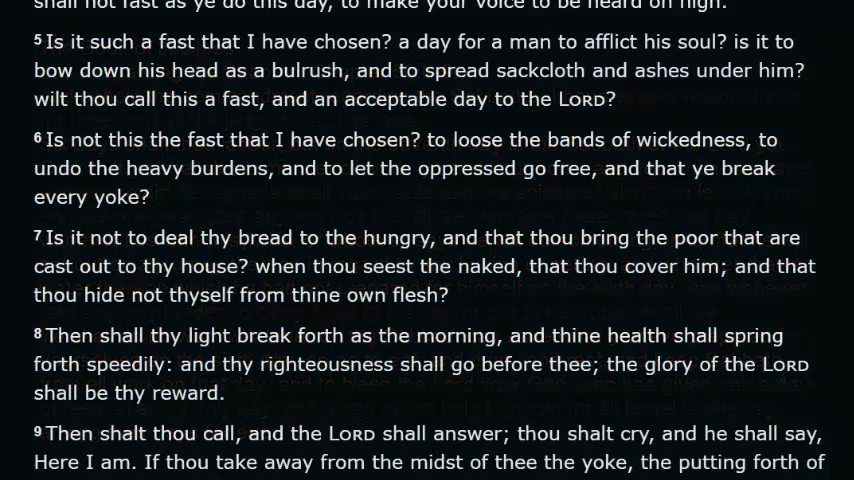 shall not fast as ye do this day, to make your voice to be heard on high.
5 Is it such a fast that I have chosen? a day for a man to afflict his soul? is it to
bow down his head as a bulrush, and to spread sackcloth and ashes under him?
wilt thou call this a fast, and an acceptable day to the LORD?
6 Is not this the fast that I have chosen? to loose the bands of wickedness, to
undo the heavy burdens, and to let the oppressed go free, and that ye break
every yoke?
7 Is it not to deal thy bread to the hungry, and that thou bring the poor that are
cast out to thy house? when thou seest the naked, that thou cover him; and that
thou hide not thyself from thine own flesh?
8 Then shall thy light break forth as the morning, and thine health shall spring
forth speedily: and thy righteousness shall go before thee; the glory of the LORD
shall be thy reward.
9 Then shalt thou call, and the LORD shall answer; thou shalt cry, and he shall say,
Here I am. If thou take away from the midst of thee the yoke, the putting forth of